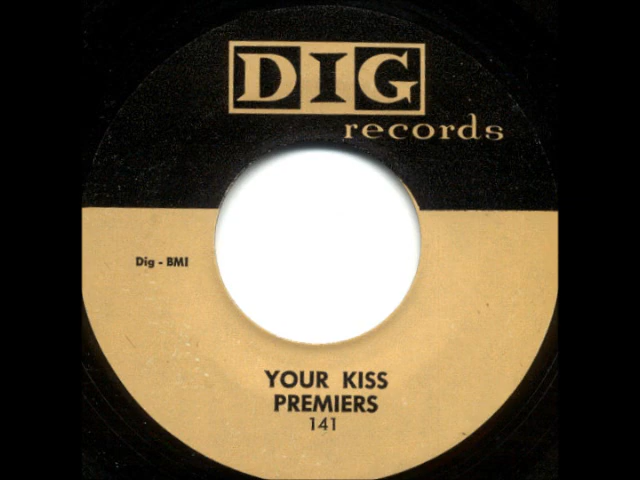 DIG
records
Dig - BMI
YOUR KISS
PREMIERS
141